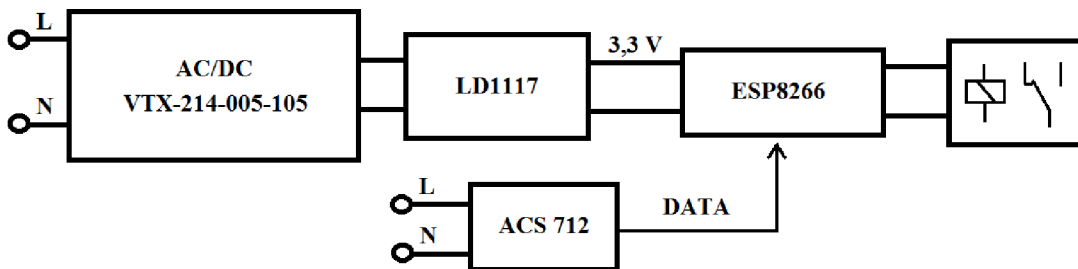 L
N
AC/DC
VTX-214-005-105
LD1117
3,3 V
ESP8266
L
N
ACS 712
DATA